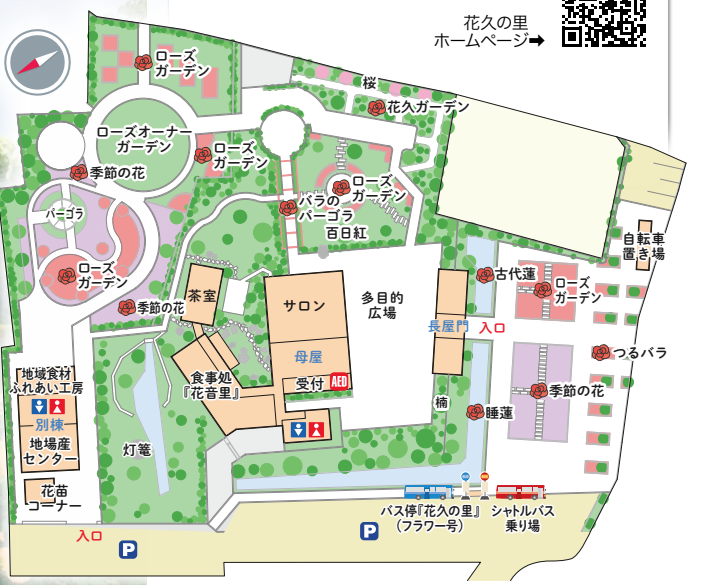 花久の里
ホームページ➡
ローズ
ガーデン
桜
花久ガーデン
ローズオーナー
ガーデン
ローズ
ガーデン
季節の花
ローズ
ガーデン
バラの
パーゴラ
パーゴラ
百日紅
自転車
置き場
ローズ
ガーデン
古代蓮
ローズ
ガーデン
季節の花
茶室
サロン
多目的
広場
長屋門
入口
母屋
つるバラ
地域食材
ふれあい工房
食事処
『花音里』
受付
AED
季節の花
楠
睡蓮
別棟
地場産
センター
灯篭
花苗
コーナー
バス停『花久の里』
（フラワー号）
シャトルバス
乗り場
入口
P
P